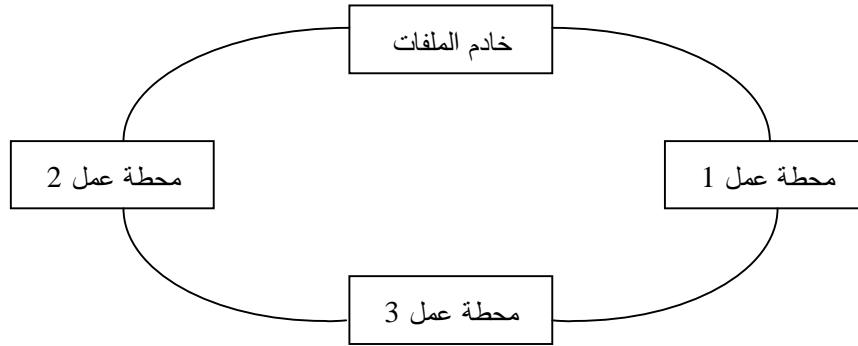 خادم الملفات
محطة عمل 1
محطة عمل 2
محطة عمل 3